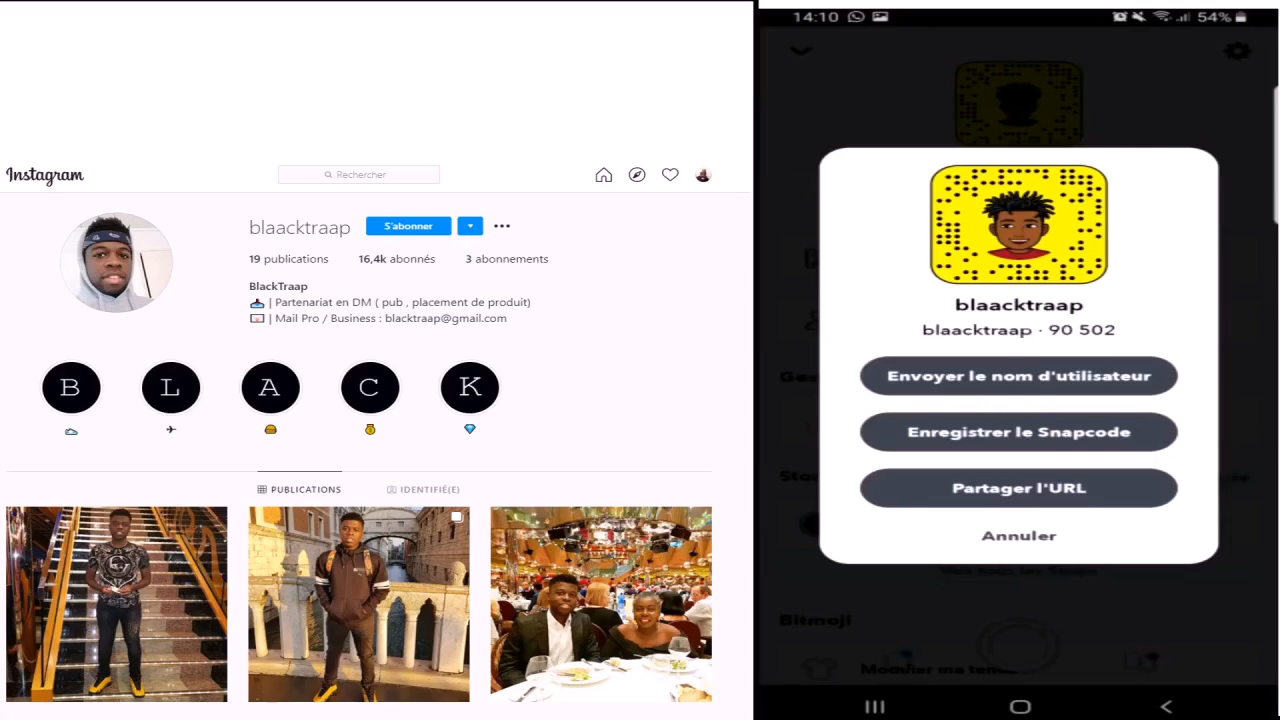 Instagram
Rechercher
blaacktraap S'abonner
19 publications 16,4k abonnés 3 abonnements
BlackTraap
| Partenariat en DM ( pub , placement de produit)
| Mail Pro / Business : blacktraap@gmail.com
B L A C K
PUBLICATIONS IDENTIFIÉ(E)
14:10 54%
blaacktraap
blaacktraap · 90 502
Envoyer le nom d'utilisateur
Enregistrer le Snapcode
Partager l'URL
Annuler
Bitmoji